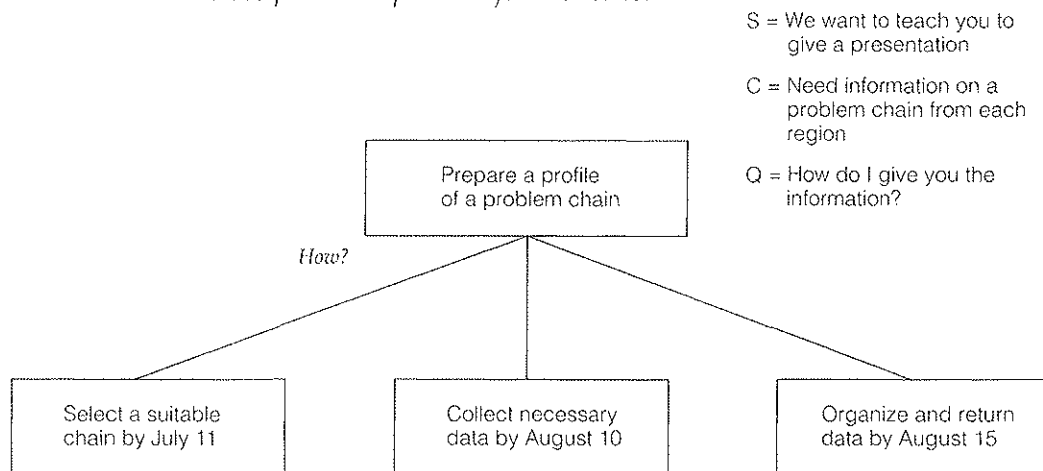 S = We want to teach you to
give a presentation
C = Need information on a
problem chain from each
region
Q = How do I give you the
information?
Prepare a profile
of a problem chain
How?
Select a suitable
chain by July 11
Collect necessary
data by August 10
Organize and return
data by August 15